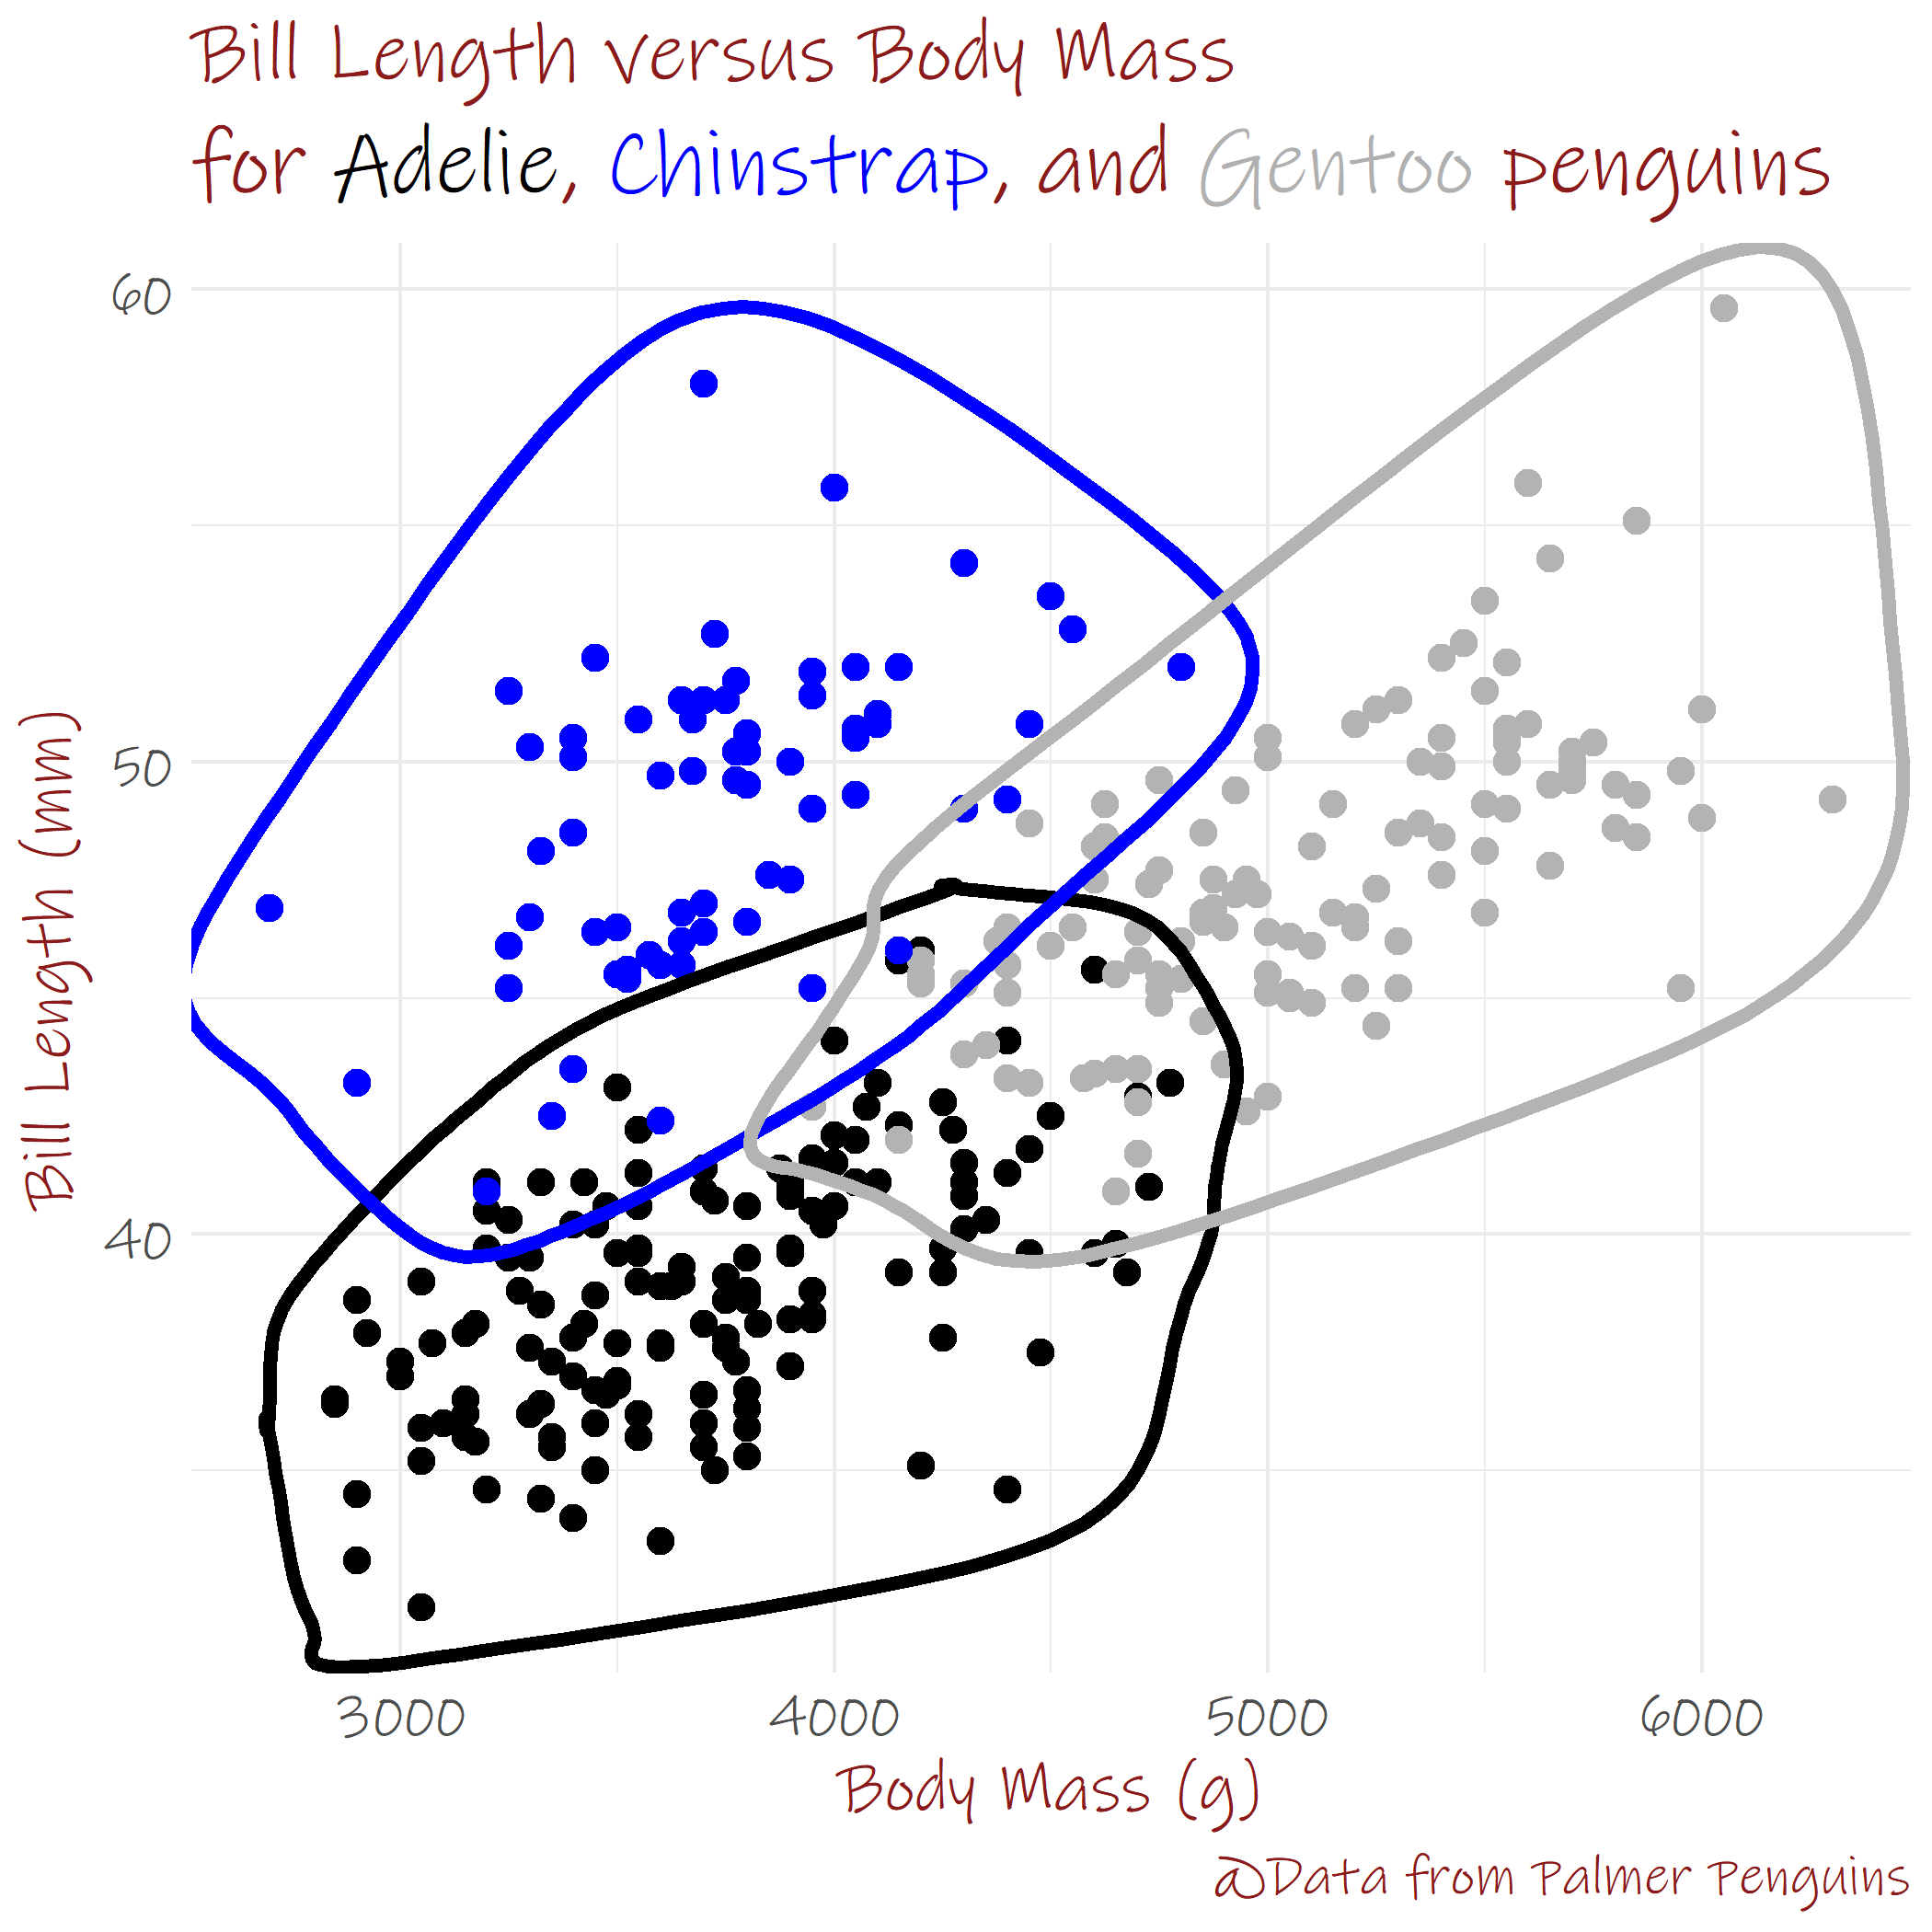 Bill Length versus Body Mass
for Adelie, Chinstrap, and Gentoo penguins
60
50
40
Bill Length (mm)
3000 4000 5000 6000
Body Mass (g)
@Data from Palmer Penguins